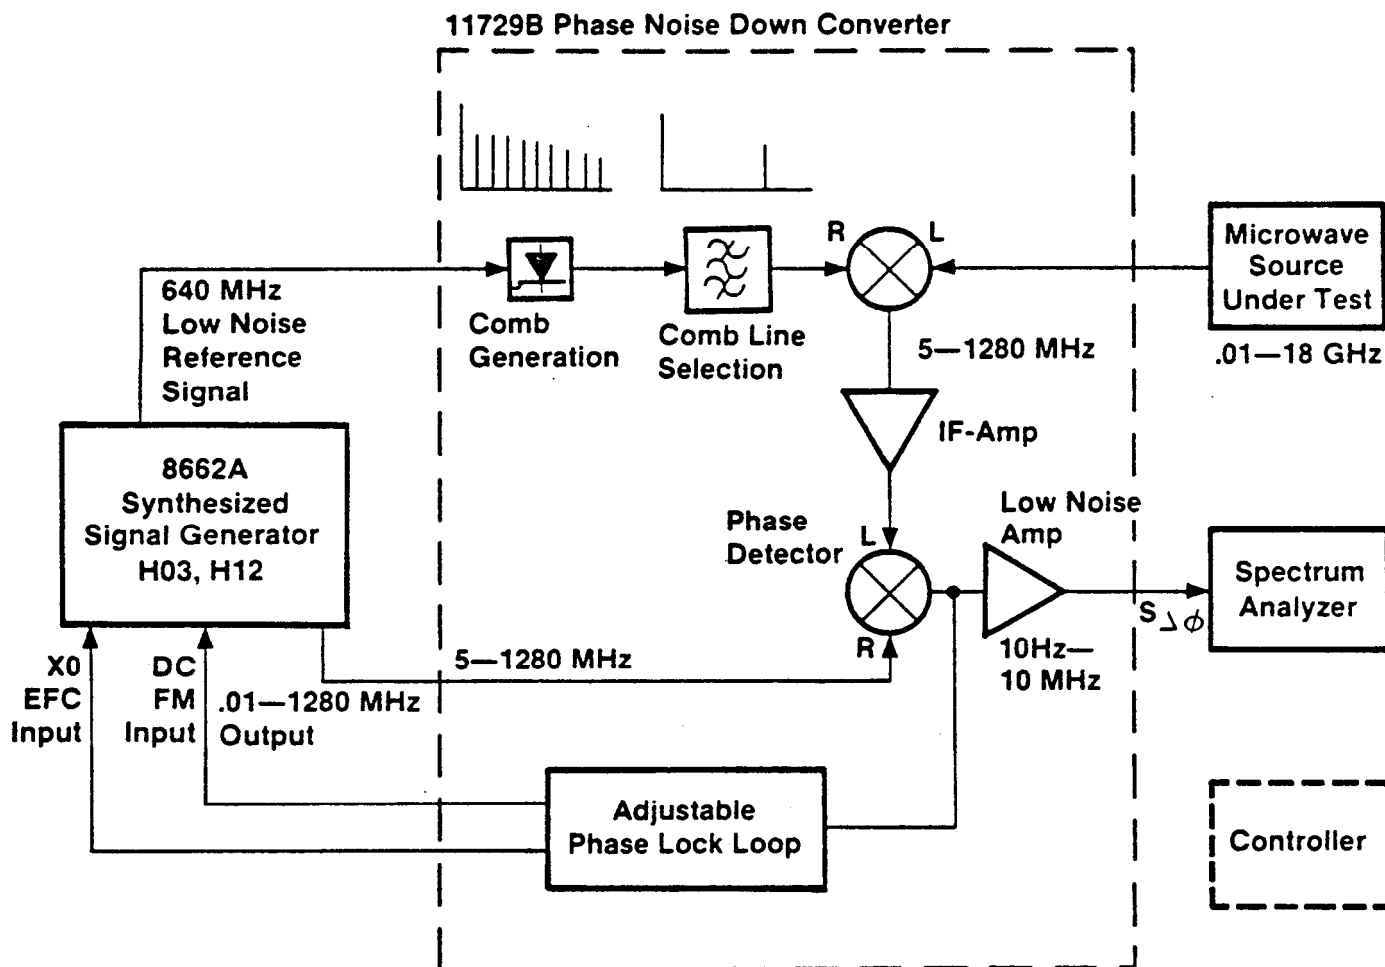 11729B Phase Noise Down Converter
R
L
Microwave
Source
Under Test
640 MHz
Low Noise
Reference
Signal
Comb
Generation
Comb Line
Selection
5—1280 MHz
.01—18 GHz
IF-Amp
8662A
Synthesized
Signal Generator
H03, H12
Phase
Detector
L
Low Noise
Amp
Spectrum
Analyzer
S△ϕ
R
10Hz—
10 MHz
5—1280 MHz
X0
EFC
Input
DC
FM
Input
.01—1280 MHz
Output
Adjustable
Phase Lock Loop
Controller